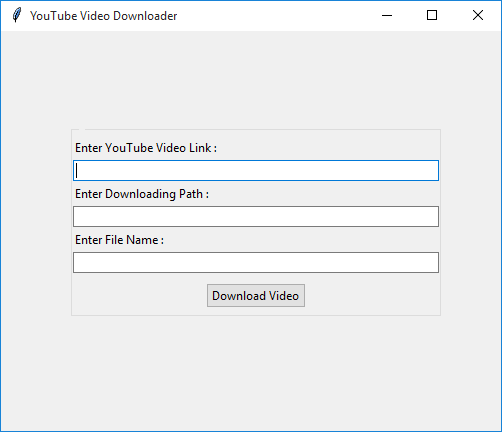 YouTube Video Downloader
Enter YouTube Video Link :
Enter Downloading Path :
Enter File Name :
Download Video